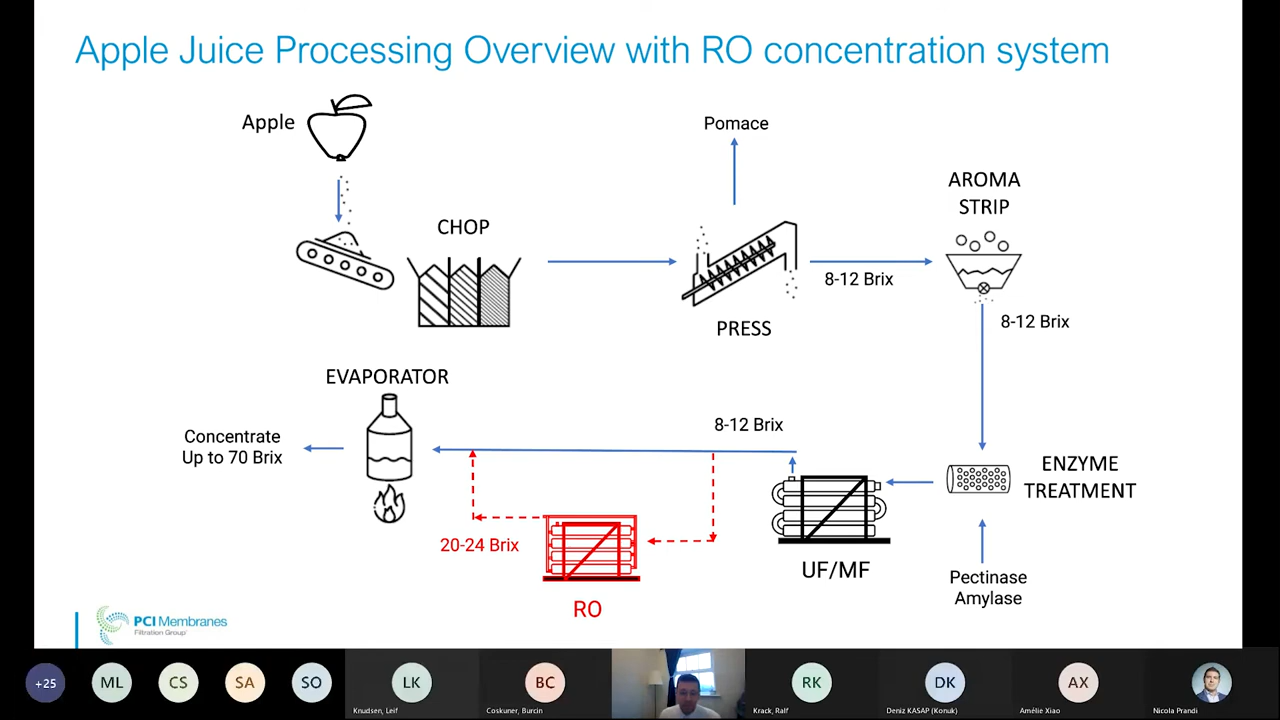 Apple Juice Processing Overview with RO concentration system
Apple
Pomace
CHOP
PRESS
8-12 Brix
AROMA
STRIP
8-12 Brix
EVAPORATOR
Concentrate
Up to 70 Brix
8-12 Brix
ENZYME
TREATMENT
20-24 Brix
RO
UF/MF
Pectinase
Amylase
PCI Membranes
Filtration Group
+25
ML
CS
SA
SO
LK
Knudsen, Leif
BC
Coskuner, Burcin
RK
Krack, Ralf
DK
Deniz KASAP (Konuk)
AX
Amélie Xiao
Nicola Prandi